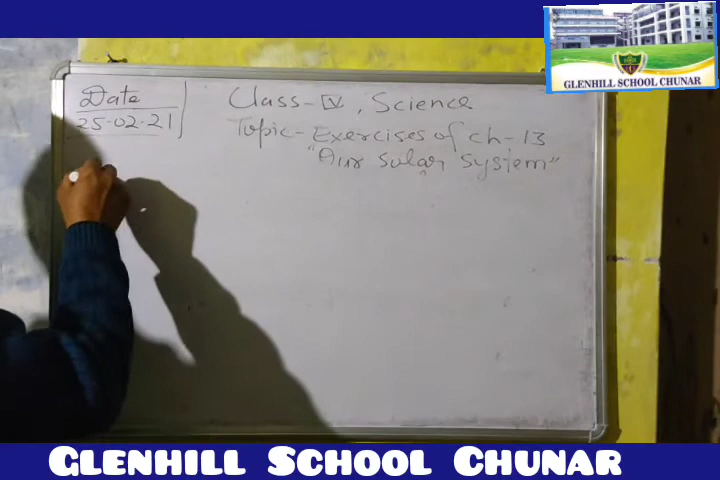 GLENHILL SCHOOL CHUNAR
Date
25-02-21
Class-IV, Science
Topic-Exercises of ch-13
"Our solar system"
GLENHILL SCHOOL CHUNAR